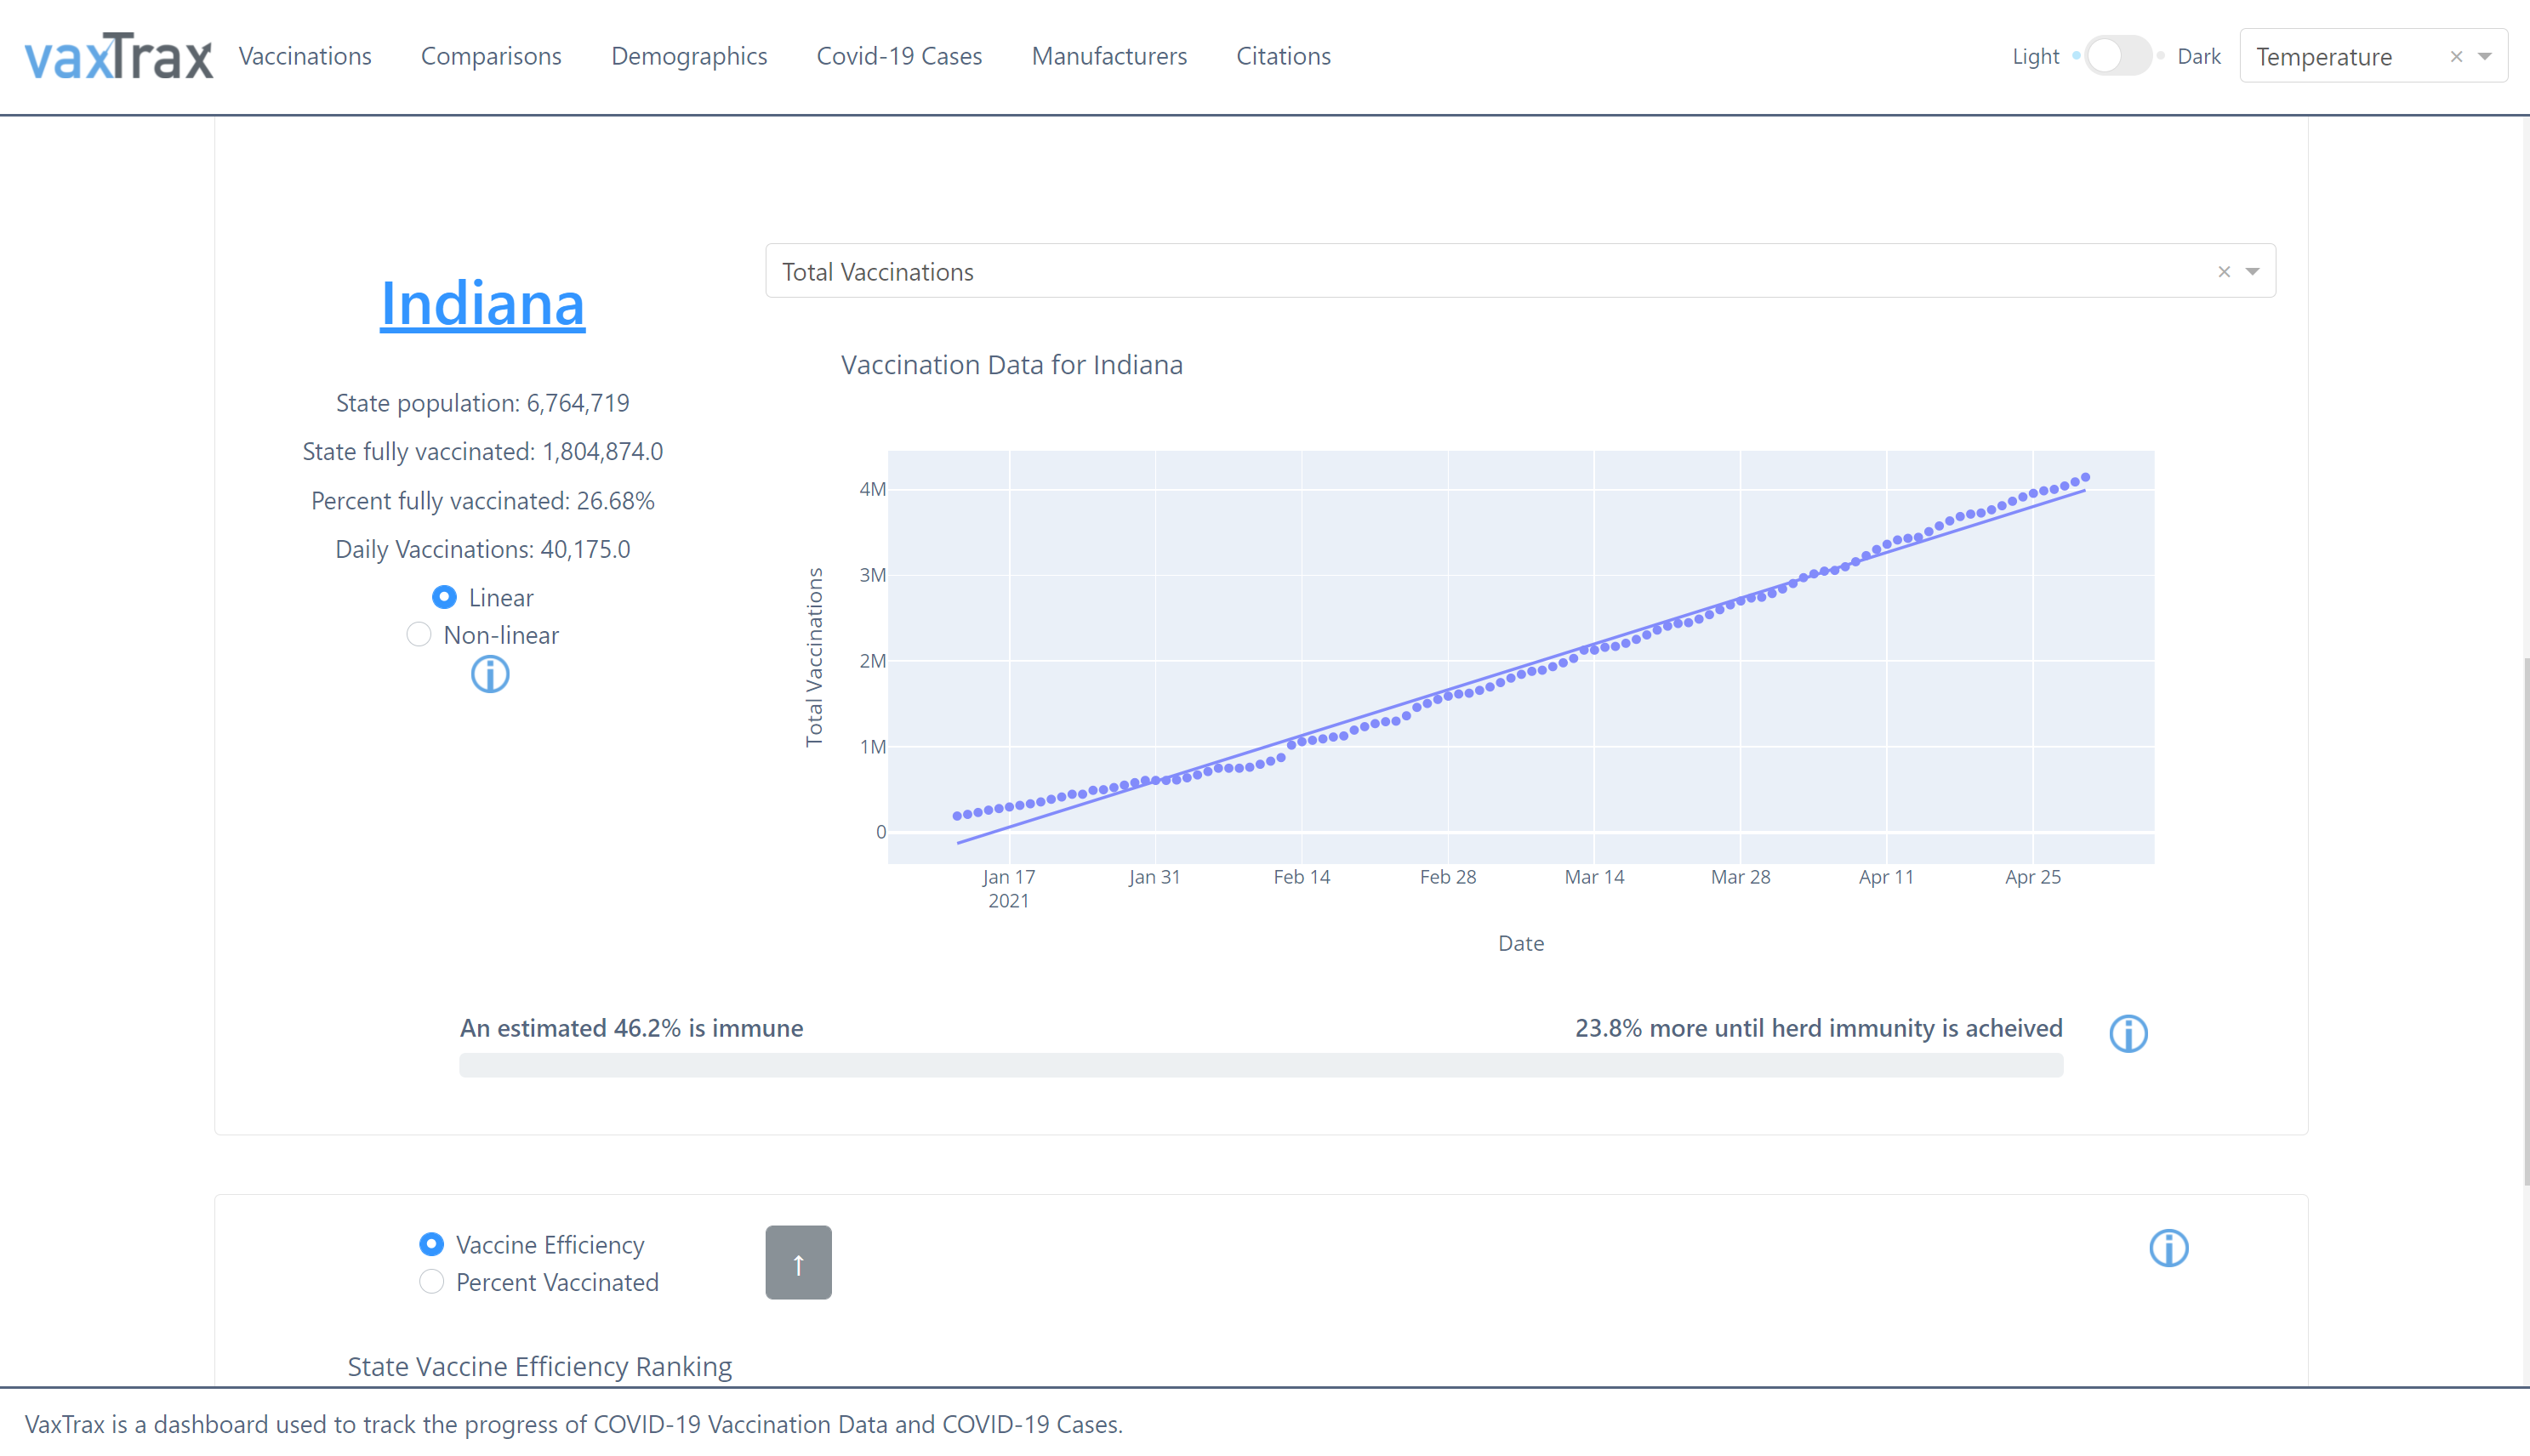 vaxTrax Vaccinations Comparisons Demographics Covid-19 Cases Manufacturers Citations Light Dark Temperature × 
Total Vaccinations ×
Indiana
State population: 6,764,719
State fully vaccinated: 1,804,874.0
Percent fully vaccinated: 26.68%
Daily Vaccinations: 40,175.0
Linear
Non-linear
Vaccination Data for Indiana
Total Vaccinations
4M
3M
2M
1M
0
Jan 17 Jan 31 Feb 14 Feb 28 Mar 14 Mar 28 Apr 11 Apr 25
2021
Date
An estimated 46.2% is immune 23.8% more until herd immunity is acheived
Vaccine Efficiency
Percent Vaccinated
↑
State Vaccine Efficiency Ranking
VaxTrax is a dashboard used to track the progress of COVID-19 Vaccination Data and COVID-19 Cases.